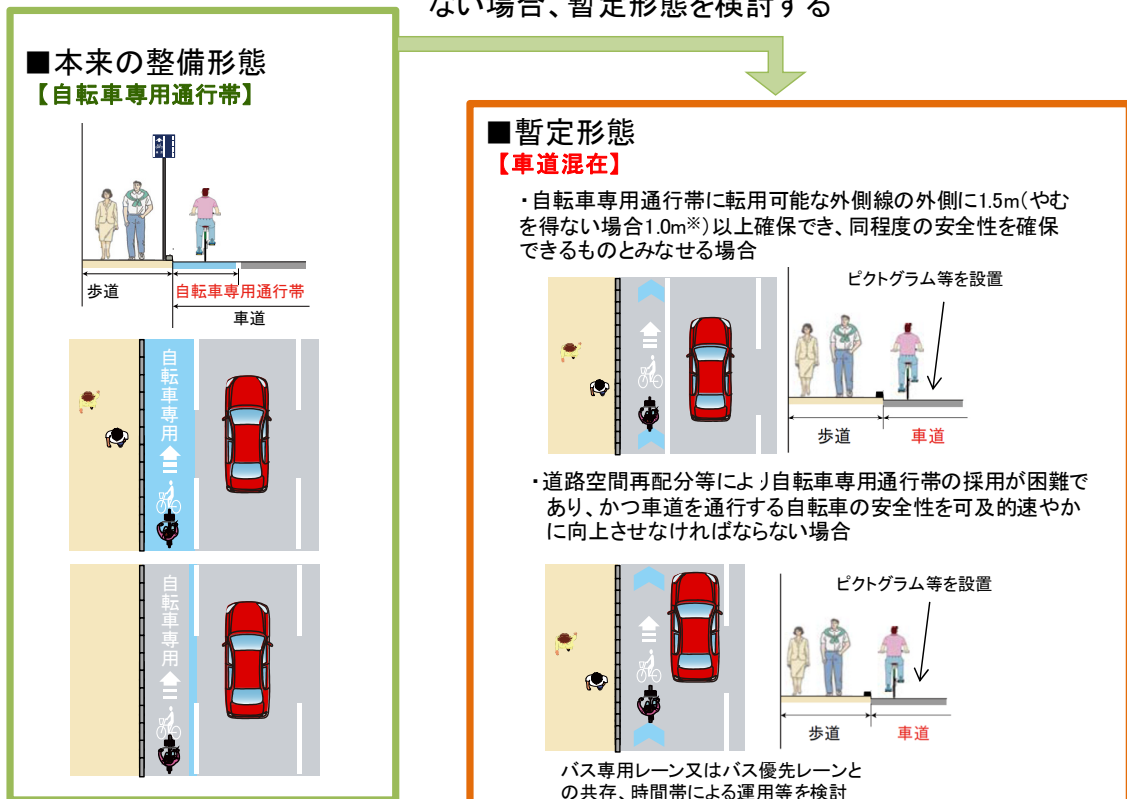 ない場合、暫定形態を検討する
■本来の整備形態
【自転車専用通行帯】
歩道
自転車専用通行帯
車道
自転車専用
自転車専用
■暫定形態
【車道混在】
・自転車専用通行帯に転用可能な外側線の外側に1.5m(やむ
を得ない場合1.0m※)以上確保でき、同程度の安全性を確保
できるものとみなせる場合
ピクトグラム等を設置
歩道
車道
・道路空間再配分等により自転車専用通行帯の採用が困難で
あり、かつ車道を通行する自転車の安全性を可及的速やか
に向上させなければならない場合
ピクトグラム等を設置
歩道
車道
バス専用レーン又はバス優先レーンと
の共存、時間帯による運用等を検討